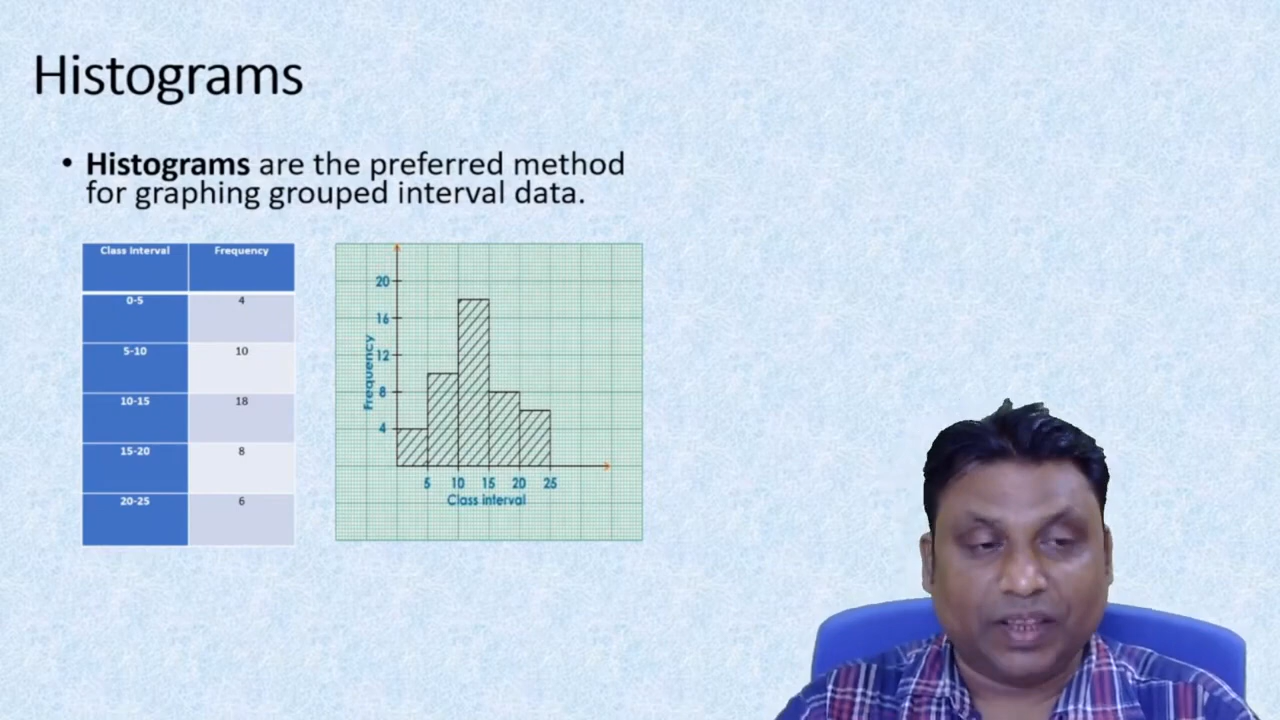 Histograms
• Histograms are the preferred method
for graphing grouped interval data.
Class Interval Frequency
0-5 4
5-10 10
10-15 18
15-20 8
20-25 6
20
16
12
8
4
Frequency
5 10 15 20 25
Class interval